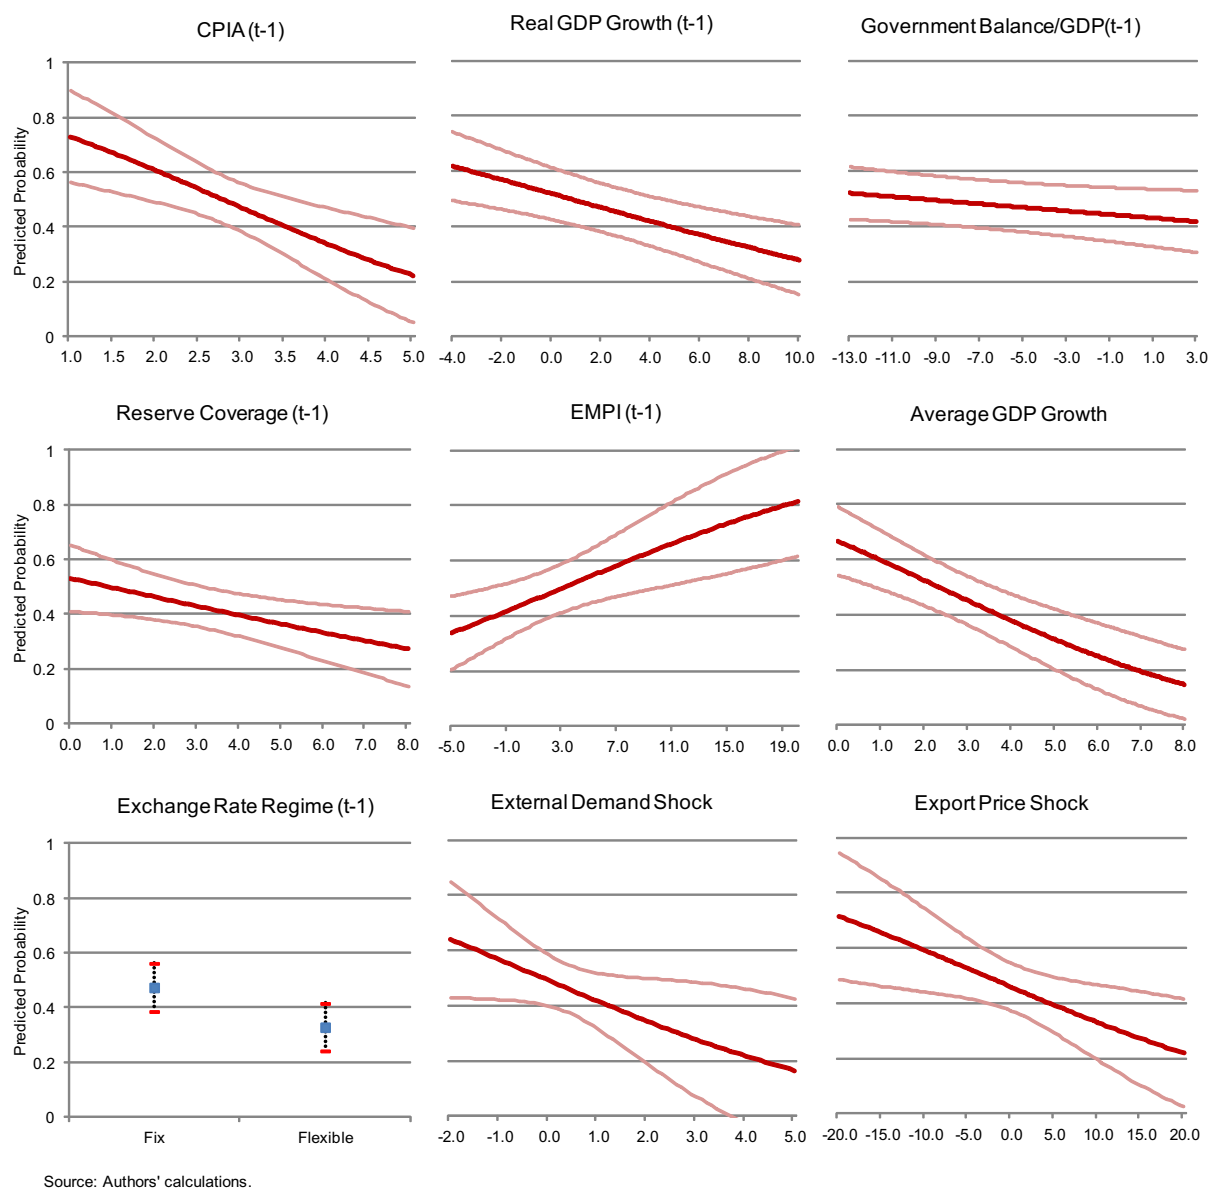 CPIA (t-1)
Real GDP Growth (t-1)
Government Balance/GDP(t-1)
Predicted Probability
1
0.8
0.6
0.4
0.2
0
1.0 1.5 2.0 2.5 3.0 3.5 4.0 4.5 5.0
-4.0 -2.0 0.0 2.0 4.0 6.0 8.0 10.0
-13.0 -11.0 -9.0 -7.0 -5.0 -3.0 -1.0 1.0 3.0
Reserve Coverage (t-1)
EMPI (t-1)
Average GDP Growth
Predicted Probability
1
0.8
0.6
0.4
0.2
0
0.0 1.0 2.0 3.0 4.0 5.0 6.0 7.0 8.0
-5.0 -1.0 3.0 7.0 11.0 15.0 19.0
0.0 1.0 2.0 3.0 4.0 5.0 6.0 7.0 8.0
Exchange Rate Regime (t-1)
External Demand Shock
Export Price Shock
Predicted Probability
1
0.8
0.6
0.4
0.2
0
Fix Flexible
-2.0 -1.0 0.0 1.0 2.0 3.0 4.0 5.0
-20.0 -15.0 -10.0 -5.0 0.0 5.0 10.0 15.0 20.0
Source: Authors' calculations.